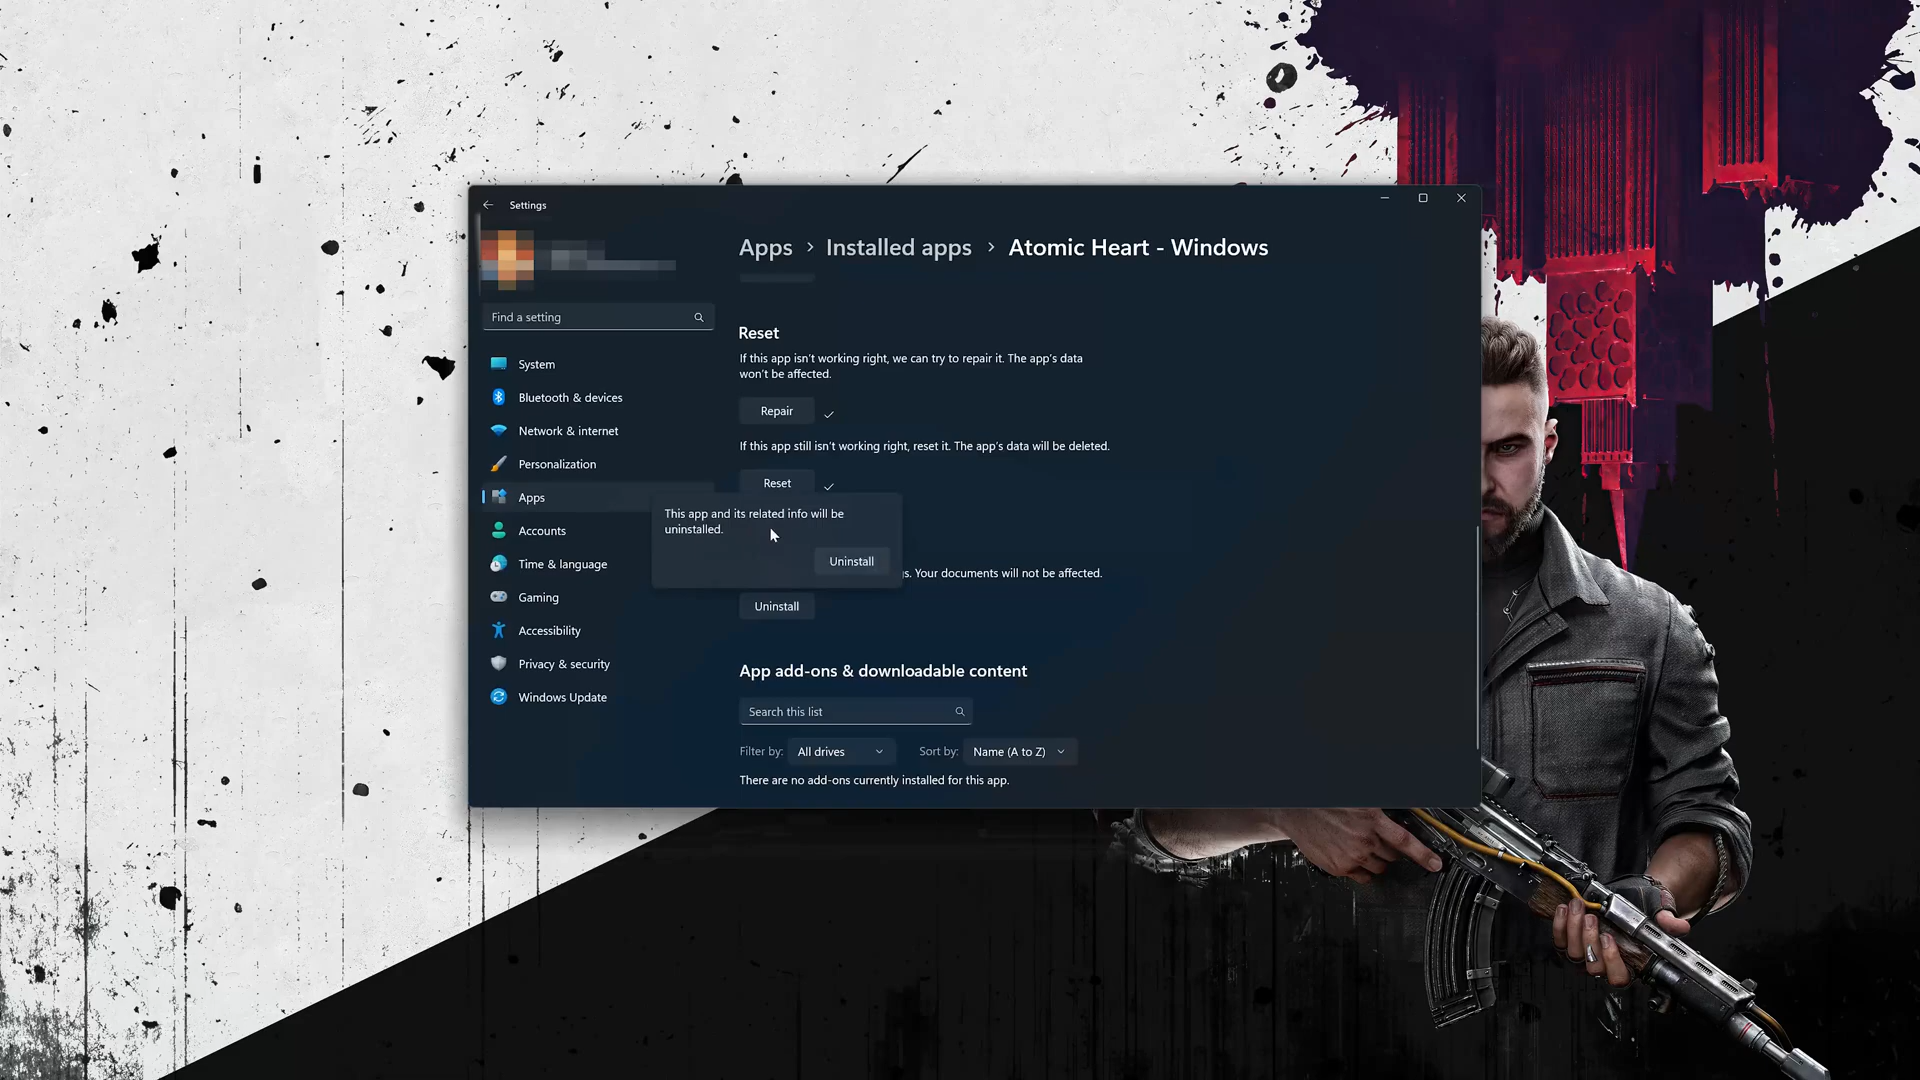 Settings
Apps > Installed apps > Atomic Heart - Windows
Find a setting
System
Bluetooth & devices
Network & internet
Personalization
Apps
Accounts
Time & language
Gaming
Accessibility
Privacy & security
Windows Update
Reset
If this app isn't working right, we can try to repair it. The app's data
won't be affected.
Repair
If this app still isn't working right, reset it. The app's data will be deleted.
Reset
This app and its related info will be
uninstalled.
Uninstall
Your documents will not be affected.
Uninstall
App add-ons & downloadable content
Search this list
Filter by: All drives Sort by: Name (A to Z)
There are no add-ons currently installed for this app.